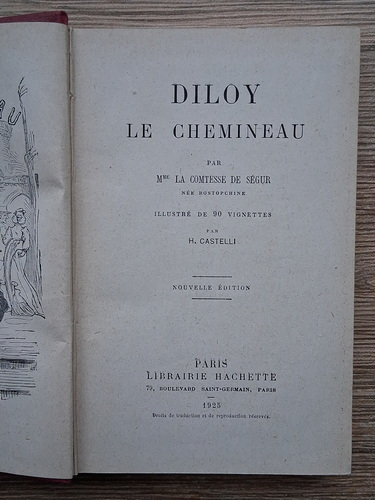 DILOY
LE CHEMINEAU
PAR
MME LA COMTESSE DE SÉGUR
NÉE ROSTOPCHINE
ILLUSTRÉ DE 90 VIGNETTES
PAR
H. CASTELLI
NOUVELLE ÉDITION
PARIS
LIBRAIRIE HACHETTE
79, BOULEVARD SAINT-GERMAIN, PARIS
1925
Droits de traduction et de reproduction réservés.